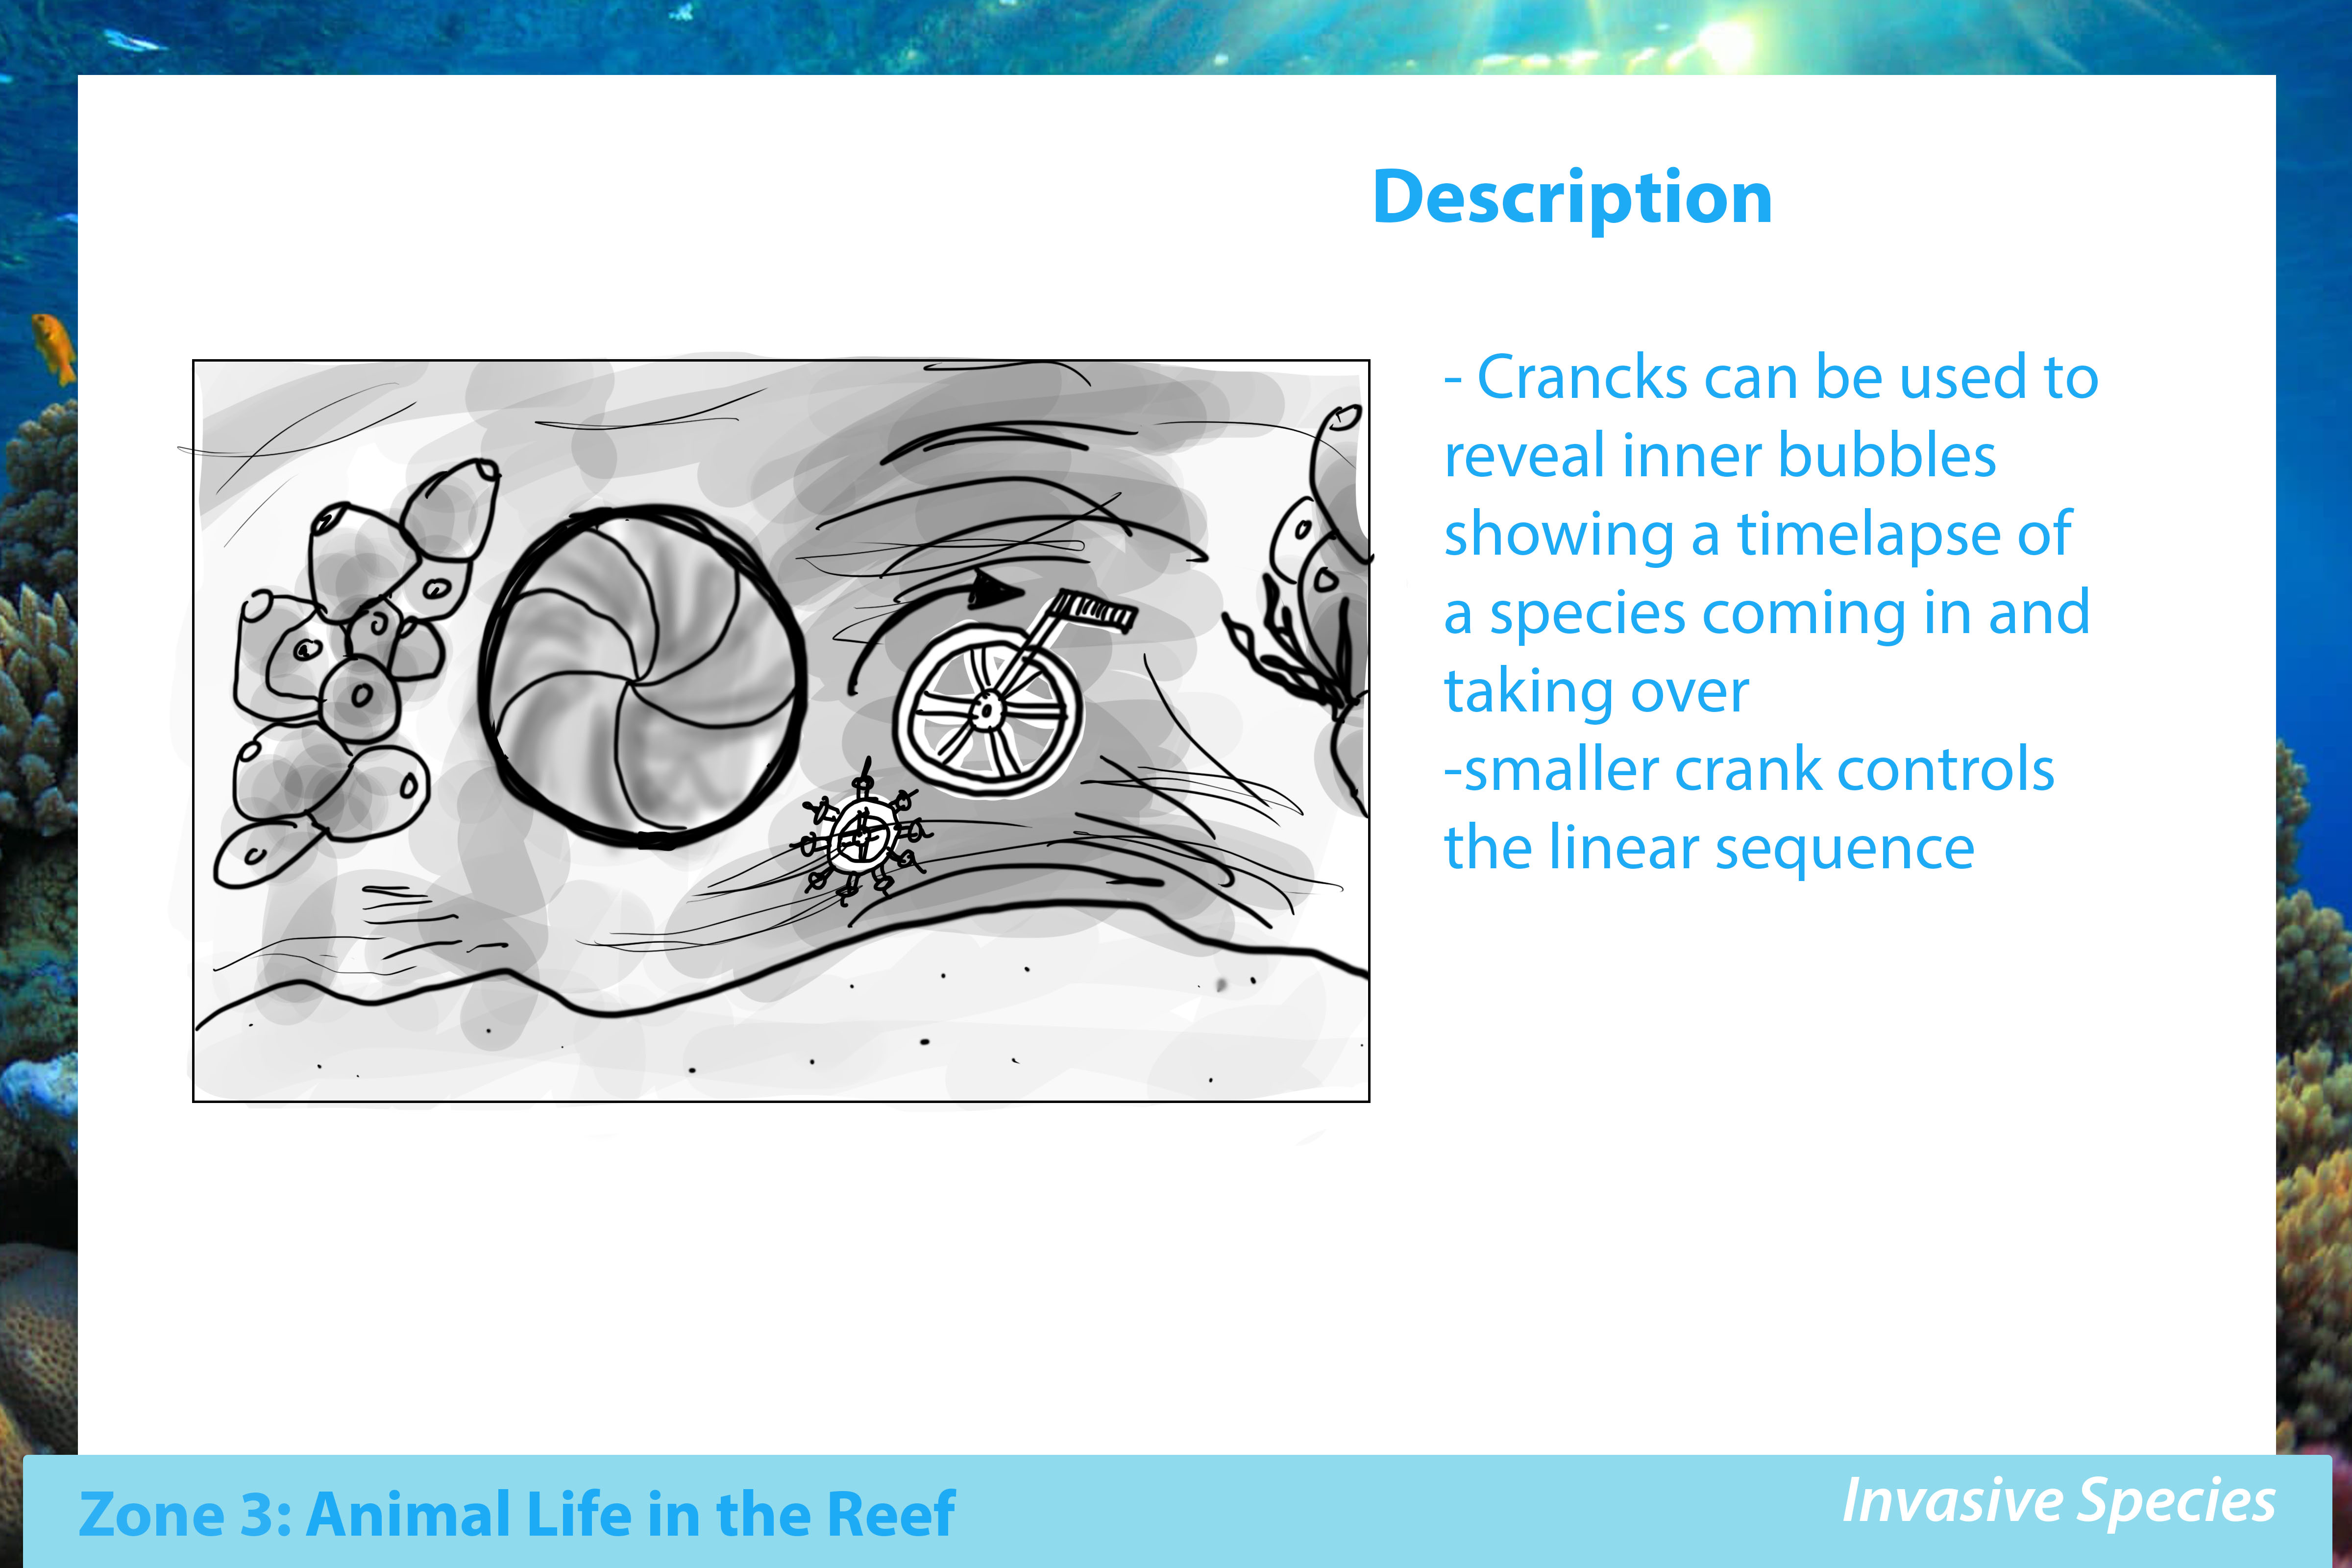 Description
- Crancks can be used to
reveal inner bubbles
showing a timelapse of
a species coming in and
taking over
-smaller crank controls
the linear sequence
Zone 3: Animal Life in the Reef
Invasive Species